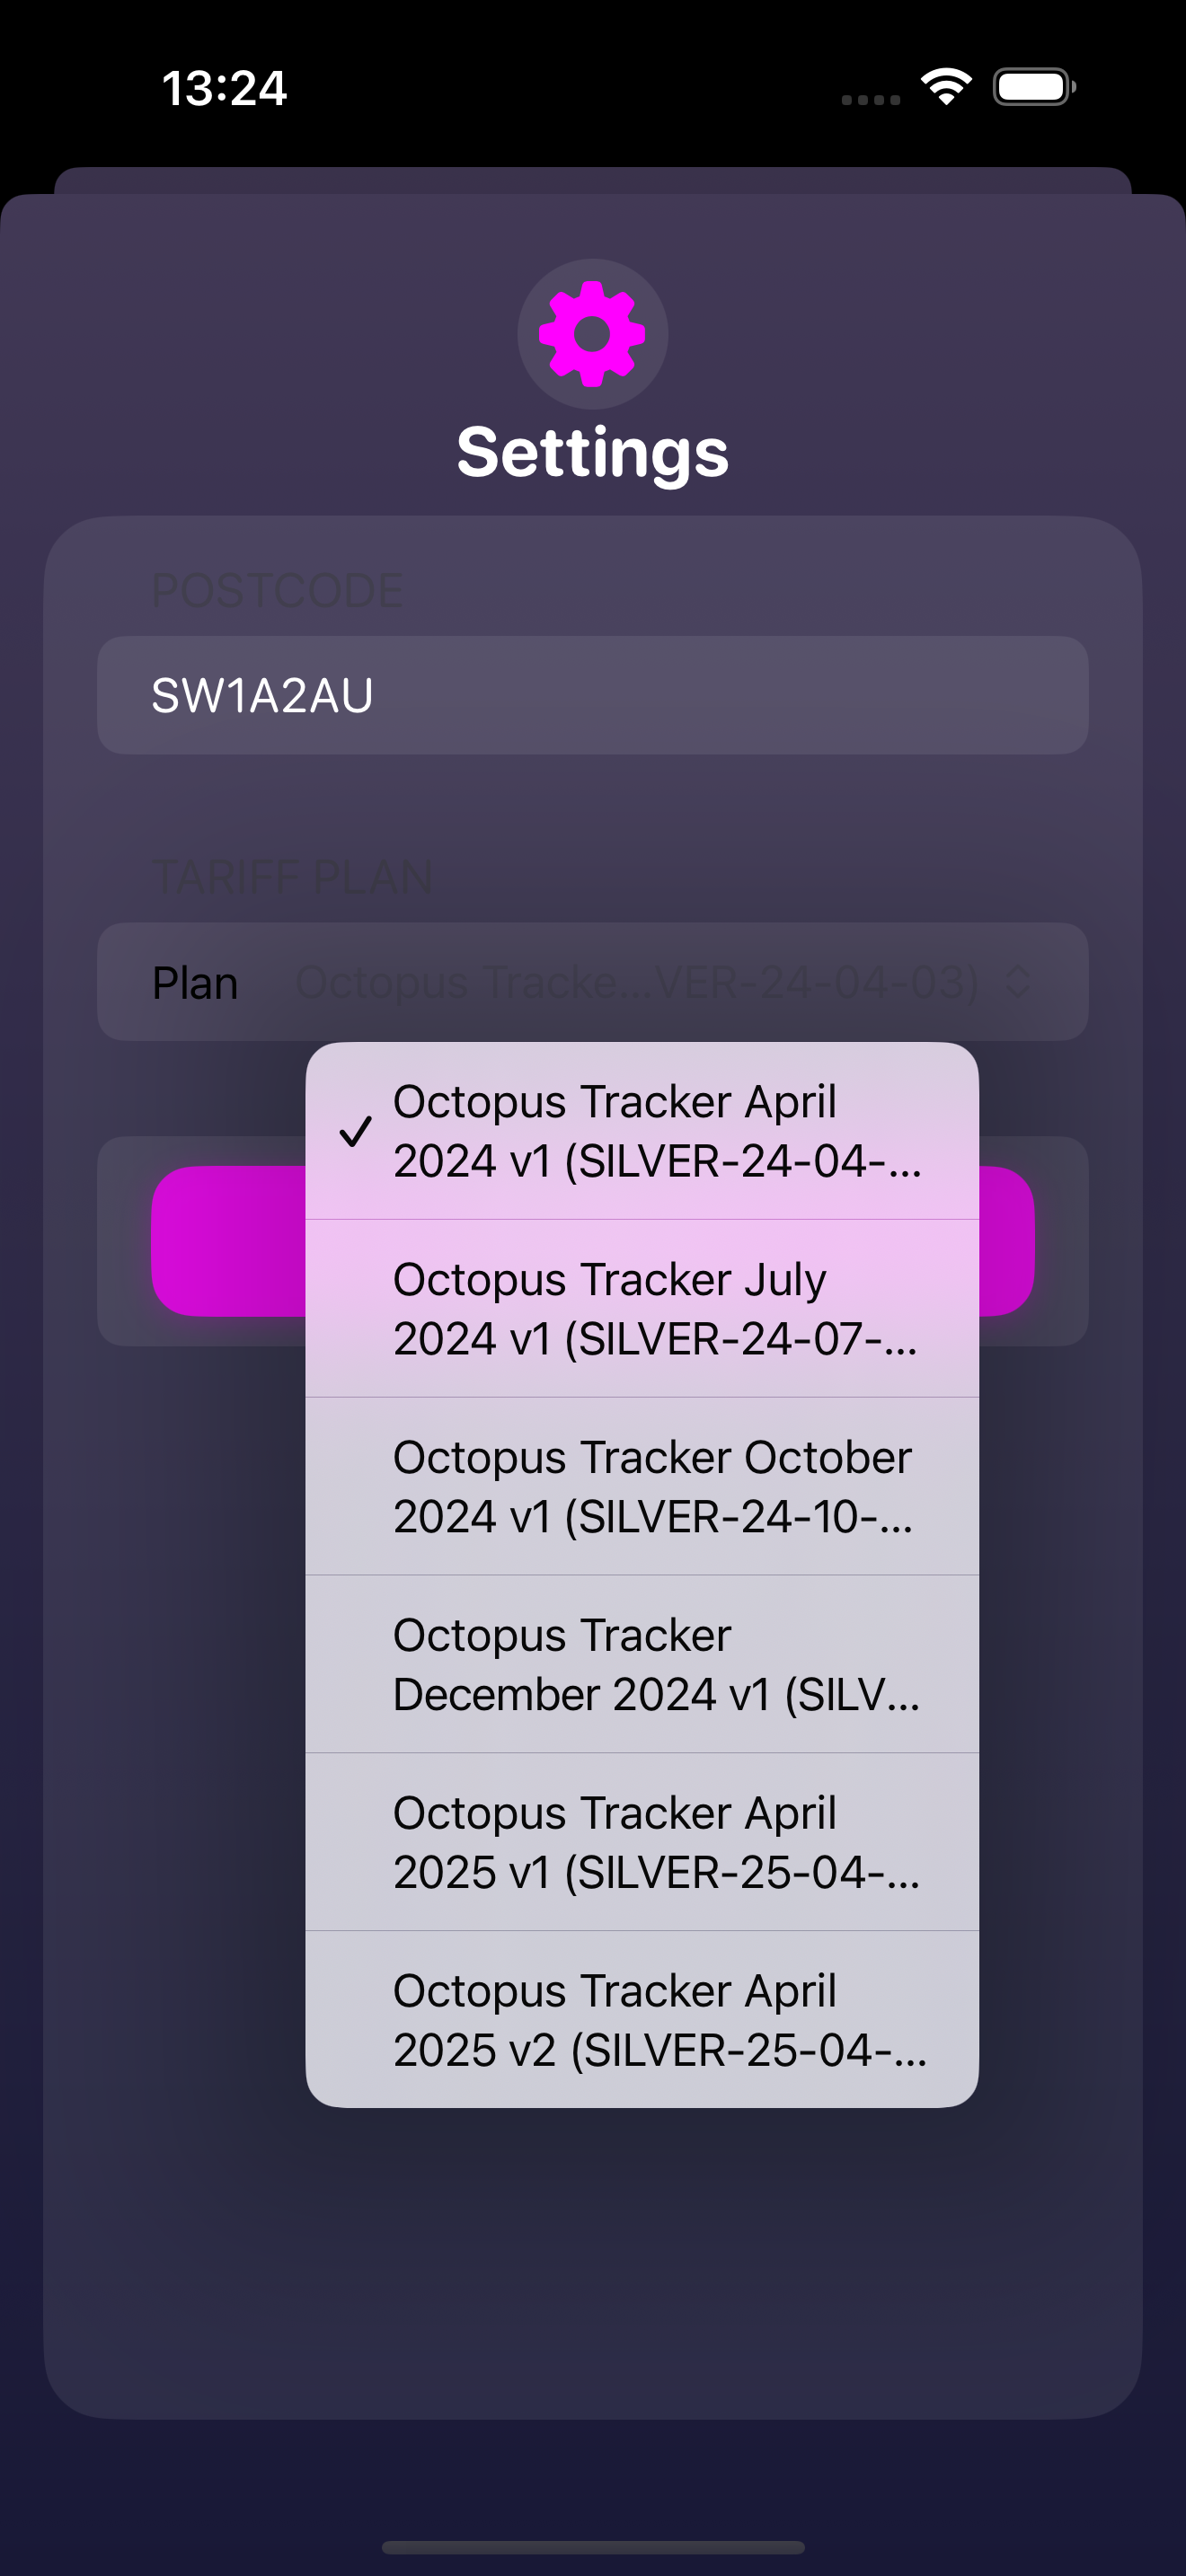 13:24
Settings
POSTCODE
SW1A2AU
TARIFF PLAN
Plan Octopus Tracke...VER-24-04-03)
Octopus Tracker April
2024 v1 (SILVER-24-04-...
Octopus Tracker July
2024 v1 (SILVER-24-07-...
Octopus Tracker October
2024 v1 (SILVER-24-10-...
Octopus Tracker
December 2024 v1 (SILV...
Octopus Tracker April
2025 v1 (SILVER-25-04-...
Octopus Tracker April
2025 v2 (SILVER-25-04-...